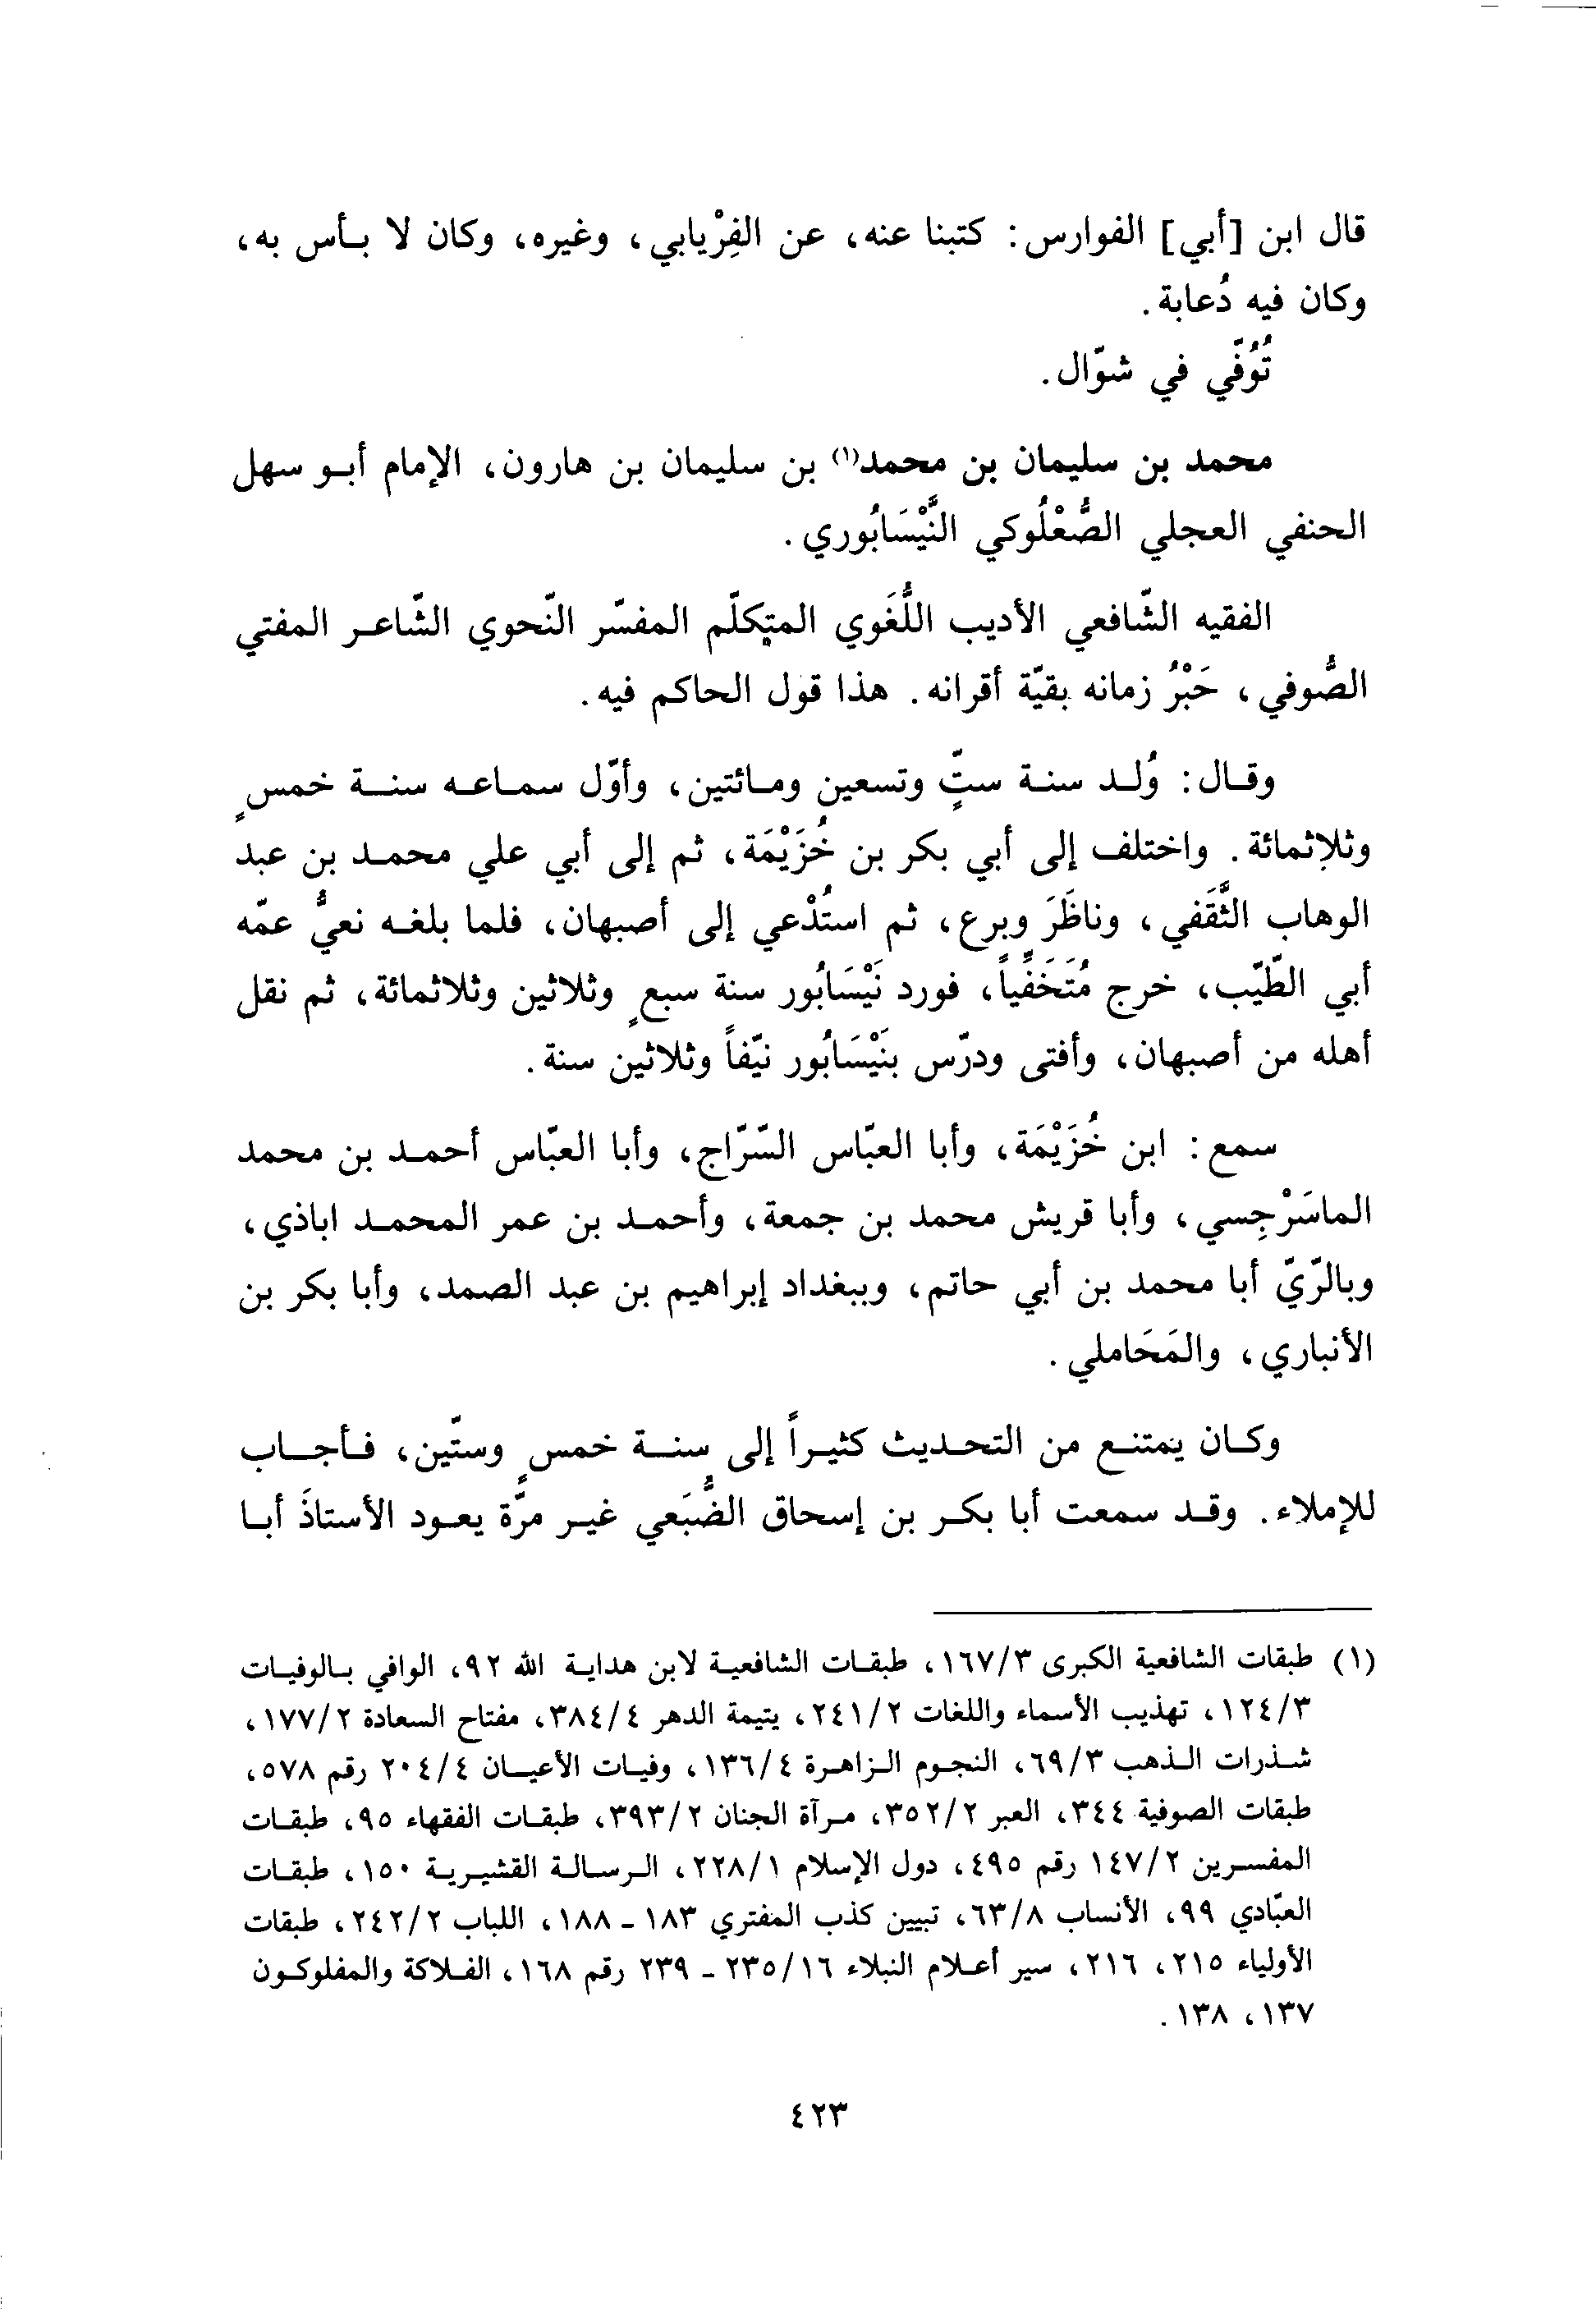 قال ابن [أبي] الفوارس: كتبنا عنه، عن الفِرْيابي، وغيره، وكان لا بأس به،
وكان فيه دُعابة.
تُوُفّي في شوّال.
محمد بن سليمان بن محمد(١) بن سليمان بن هارون، الإمام أبو سهل
الحنفي العجلي الصُّعْلُوكي النَّيْسَابُوري.
الفقيه الشّافعي الأديب اللُّغَوي المتكلّم المفسّر النّحوي الشّاعر المفتي
الصُّوفي، حَبْرُ زمانه بقيّة أقرانه. هذا قول الحاكم فيه.
وقال: وُلد سنة ستٍّ وتسعين ومائتين، وأوّل سماعه سنة خمسٍ
وثلاثمائة. واختلف إلى أبي بكر بن خُزَيْمَة، ثم إلى أبي علي محمد بن عبد
الوهاب الثَّقَفي، وناظَرَ وبرع، ثم استُدْعي إلى أصبهان، فلما بلغه نعيُّ عمّه
أبي الطّيّب، خرج مُتَخَفِّياً، فورد نَيْسَابُور سنة سبعٍ وثلاثين وثلاثمائة، ثم نقل
أهله من أصبهان، وأفتى ودرّس بنَيْسَابُور نيّفاً وثلاثين سنة.
سمع: ابن خُزَيْمَة، وأبا العبّاس السّرّاج، وأبا العبّاس أحمد بن محمد
الماسَرْجِسي، وأبا قريش محمد بن جمعة، وأحمد بن عمر المحمد اباذي،
وبالرّيّ أبا محمد بن أبي حاتم، وببغداد إبراهيم بن عبد الصمد، وأبا بكر بن
الأنباري، والمَحَاملي.
وكان يمتنع من التحديث كثيراً إلى سنة خمسٍ وستّين، فأجاب
للإملاء. وقد سمعت أبا بكر بن إسحاق الضُّبَعي غير مرّة يعود الأستاذَ أبا
(١) طبقات الشافعية الكبرى ١٦٧/٣، طبقات الشافعية لابن هداية الله ٩٢، الوافي بالوفيات
١٢٤/٣، تهذيب الأسماء واللغات ٢٤١/٢، يتيمة الدهر ٣٨٤/٤، مفتاح السعادة ١٧٧/٢،
شذرات الذهب ٦٩/٣، النجوم الزاهرة ١٣٦/٤، وفيات الأعيان ٢٠٤/٤ رقم ٥٧٨،
طبقات الصوفية ٣٤٤، العبر ٣٥٢/٢، مرآة الجنان ٣٩٣/٢، طبقات الفقهاء ٩٥، طبقات
المفسرين ١٤٧/٢ رقم ٤٩٥، دول الإسلام ٢٢٨/١، الرسالة القشيرية ١٥٠، طبقات
العبّادي ٩٩، الأنساب ٦٣/٨، تبيين كذب المفتري ١٨٣ - ١٨٨، اللباب ٢٤٢/٢، طبقات
الأولياء ٢١٥، ٢١٦، سير أعلام النبلاء ٢٣٥/١٦ - ٢٣٩ رقم ١٦٨، الفلاكة والمفلوكون
١٣٧، ١٣٨.
٤٢٣